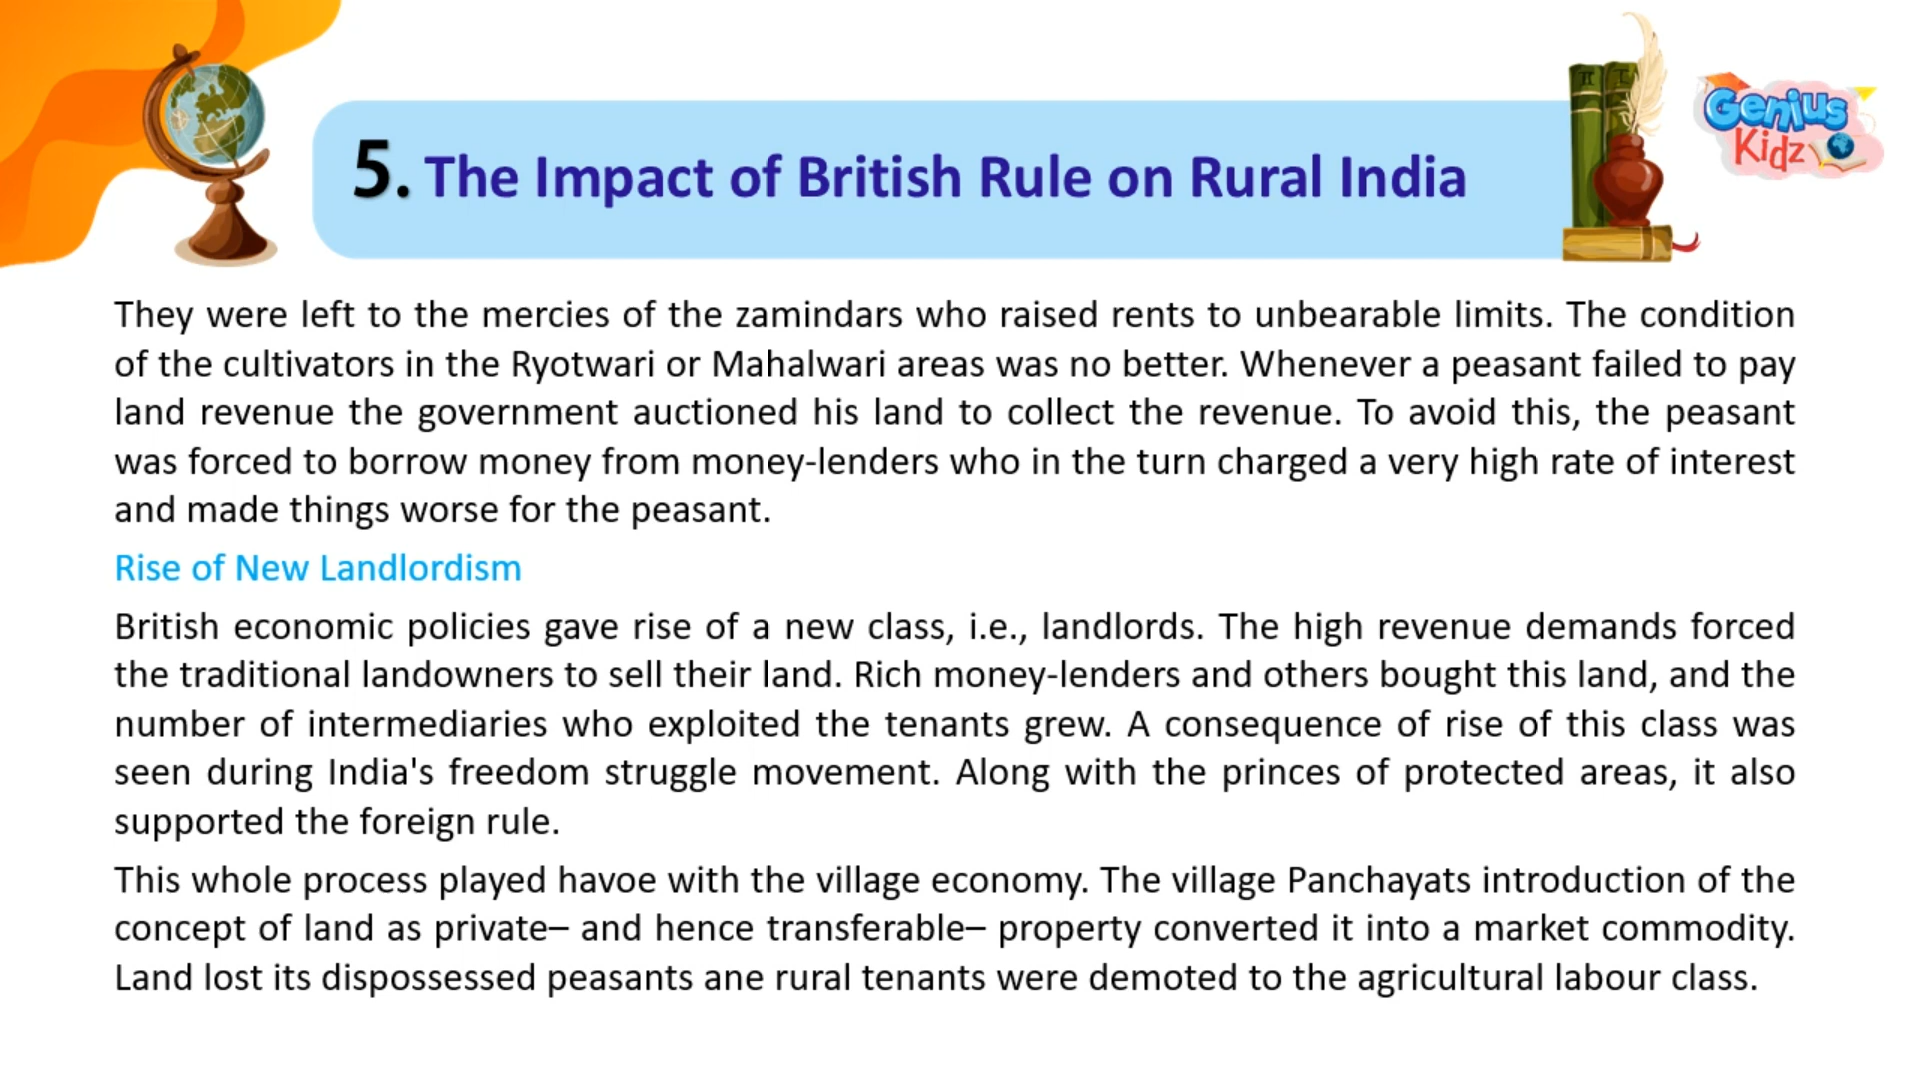 Genius
Kidz
5. The Impact of British Rule on Rural India
They were left to the mercies of the zamindars who raised rents to unbearable limits. The condition
of the cultivators in the Ryotwari or Mahalwari areas was no better. Whenever a peasant failed to pay
land revenue the government auctioned his land to collect the revenue. To avoid this, the peasant
was forced to borrow money from money-lenders who in the turn charged a very high rate of interest
and made things worse for the peasant.
Rise of New Landlordism
British economic policies gave rise of a new class, i.e., landlords. The high revenue demands forced
the traditional landowners to sell their land. Rich money-lenders and others bought this land, and the
number of intermediaries who exploited the tenants grew. A consequence of rise of this class was
seen during India's freedom struggle movement. Along with the princes of protected areas, it also
supported the foreign rule.
This whole process played havoe with the village economy. The village Panchayats introduction of the
concept of land as private– and hence transferable– property converted it into a market commodity.
Land lost its dispossessed peasants ane rural tenants were demoted to the agricultural labour class.